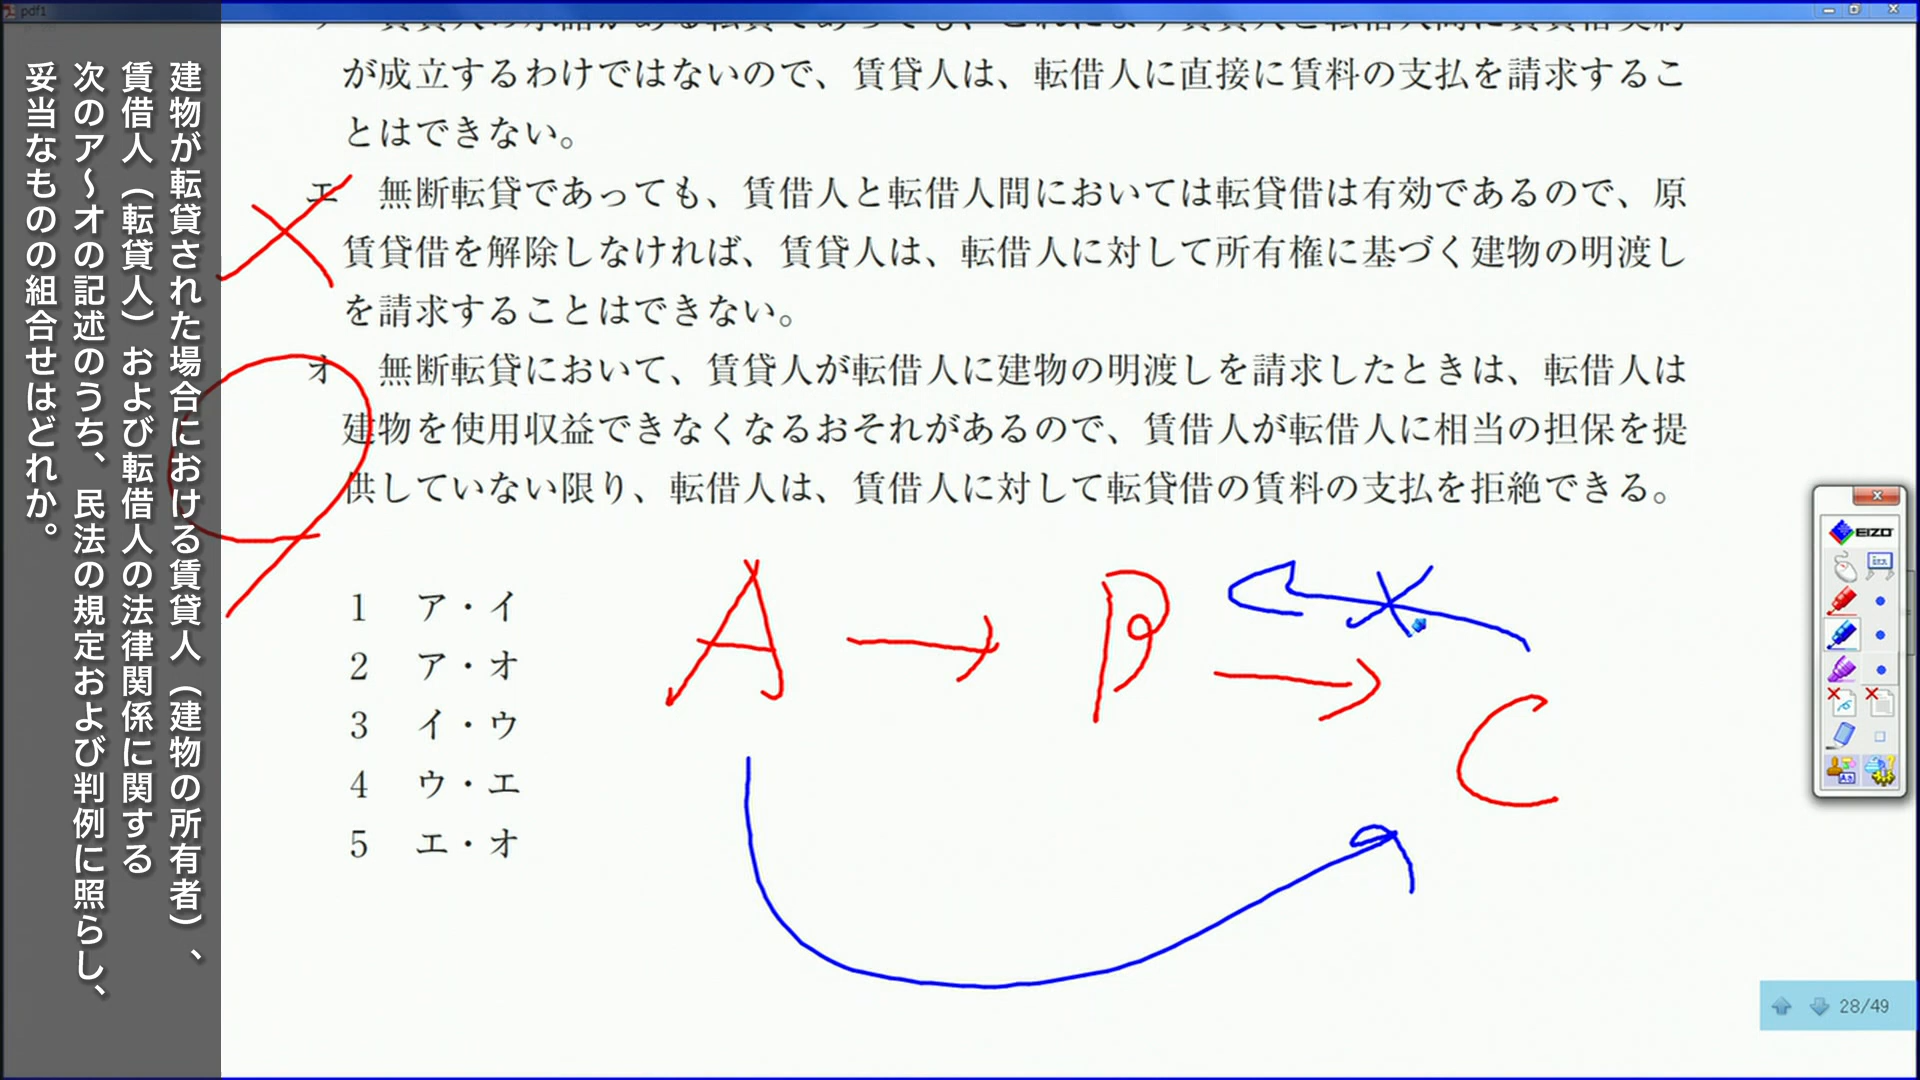 pdf1
建物が転貸された場合における賃貸人（建物の所有者）、
賃借人（転貸人）および転借人の法律関係に関する
次のア～オの記述のうち、民法の規定および判例に照らし、
妥当なものの組合せはどれか。
が成立するわけではないので、賃貸人は、転借人に直接に賃料の支払を請求するこ
とはできない。
エ　無断転貸であっても、賃借人と転借人間においては転貸借は有効であるので、原
賃貸借を解除しなければ、賃貸人は、転借人に対して所有権に基づく建物の明渡し
を請求することはできない。
オ　無断転貸において、賃貸人が転借人に建物の明渡しを請求したときは、転借人は
建物を使用収益できなくなるおそれがあるので、賃借人が転借人に相当の担保を提
供していない限り、転借人は、賃借人に対して転貸借の賃料の支払を拒絶できる。
1　ア・イ
2　ア・オ
3　イ・ウ
4　ウ・エ
5　エ・オ
A → B → C
EIZO
28/49